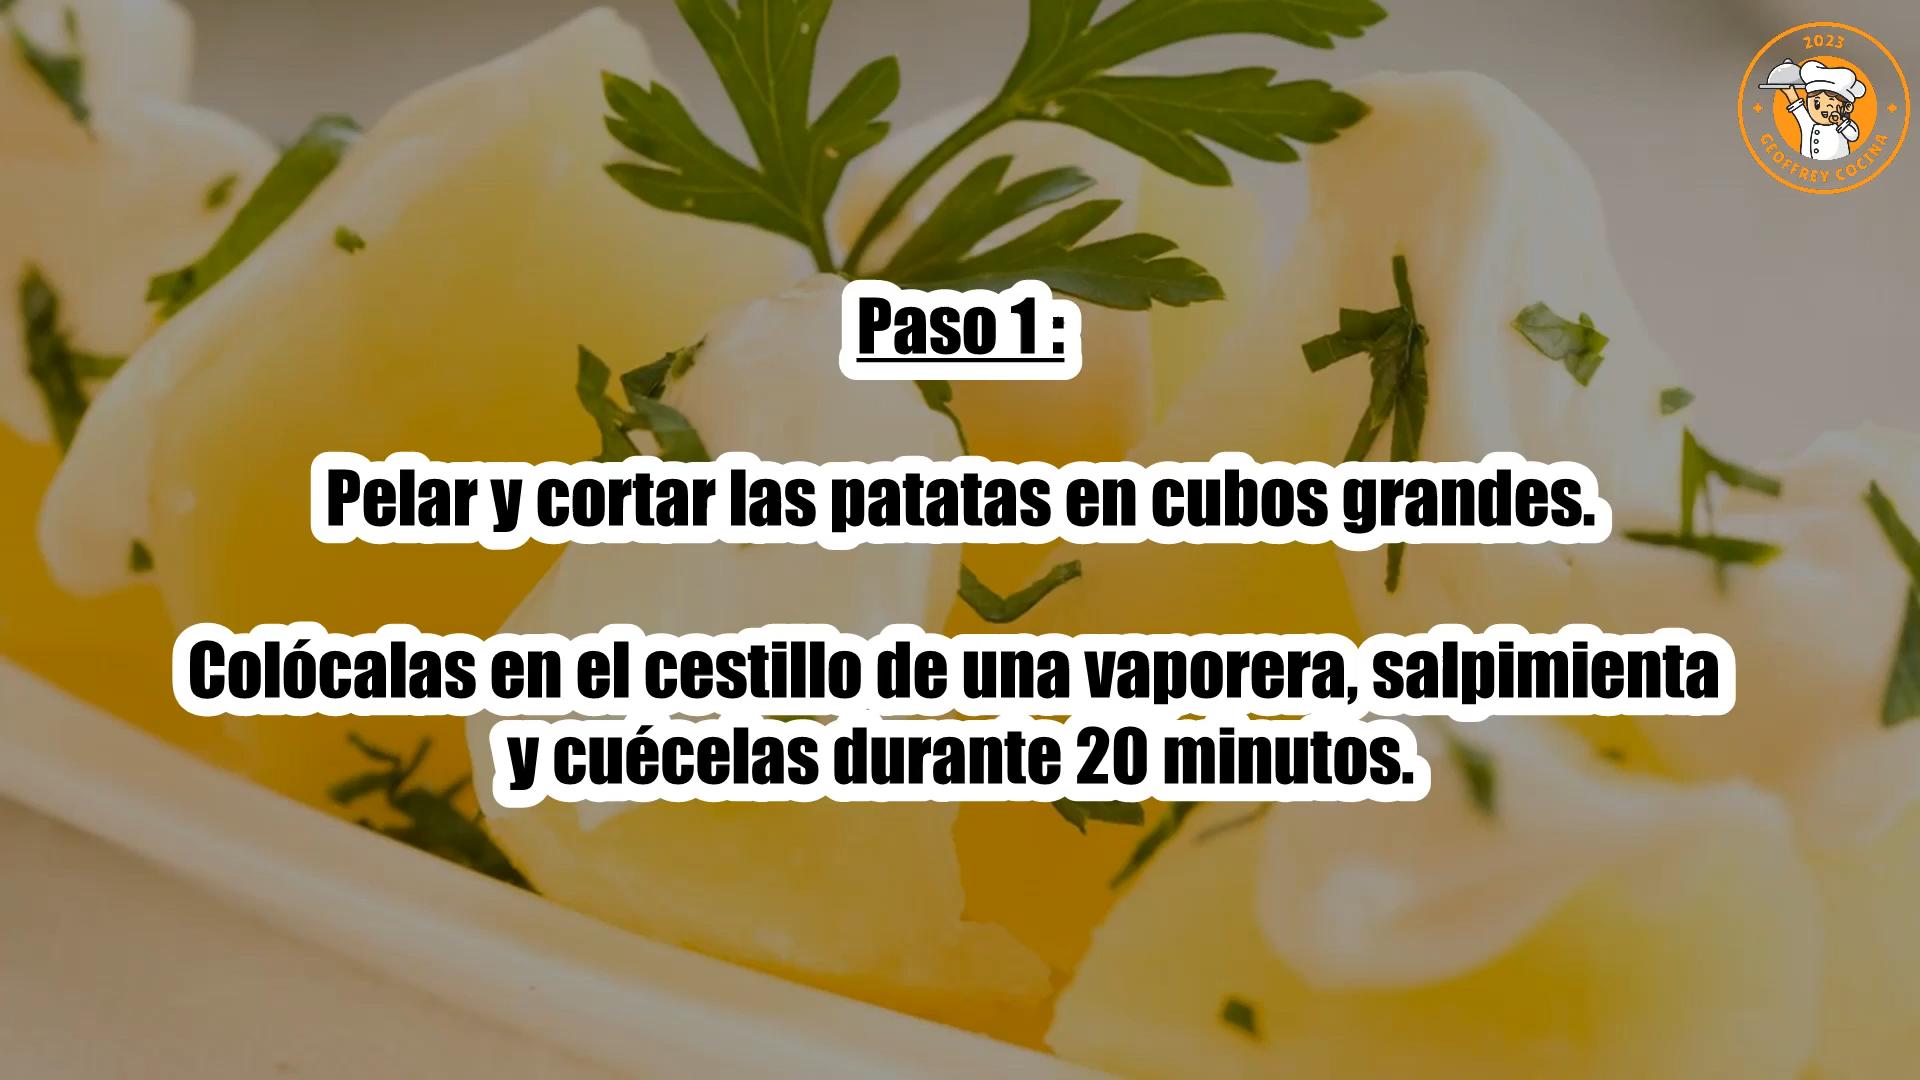 2023
GEOFFREY COCINA
Paso 1 :
Pelar y cortar las patatas en cubos grandes.
Colócalas en el cestillo de una vaporera, salpimienta
y cuécelas durante 20 minutos.